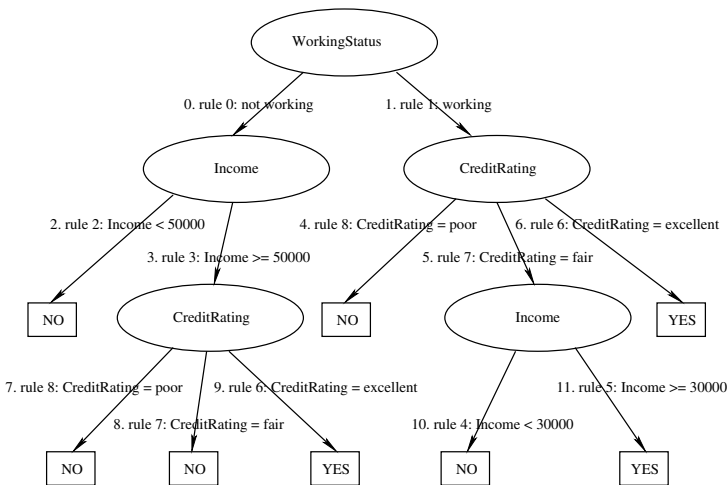 WorkingStatus
0. rule 0: not working
1. rule 1: working
Income
CreditRating
2. rule 2: Income < 50000
4. rule 8: CreditRating = poor
6. rule 6: CreditRating = excellent
3. rule 3: Income >= 50000
5. rule 7: CreditRating = fair
NO
CreditRating
NO
Income
YES
7. rule 8: CreditRating = poor
9. rule 6: CreditRating = excellent
11. rule 5: Income >= 30000
8. rule 7: CreditRating = fair
10. rule 4: Income < 30000
NO
NO
YES
NO
YES